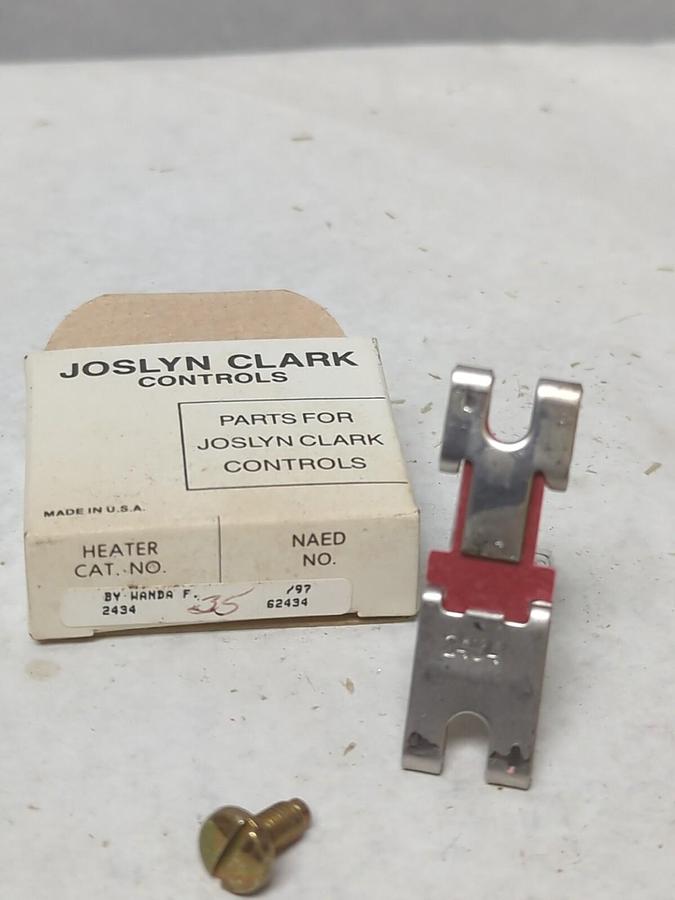 JOSLYN CLARK
CONTROLS
PARTS FOR
JOSLYN CLARK
CONTROLS
MADE IN U.S.A.
HEATER
CAT. NO.
NAED
NO.
BY WANDA F. /97
2434 35 62434